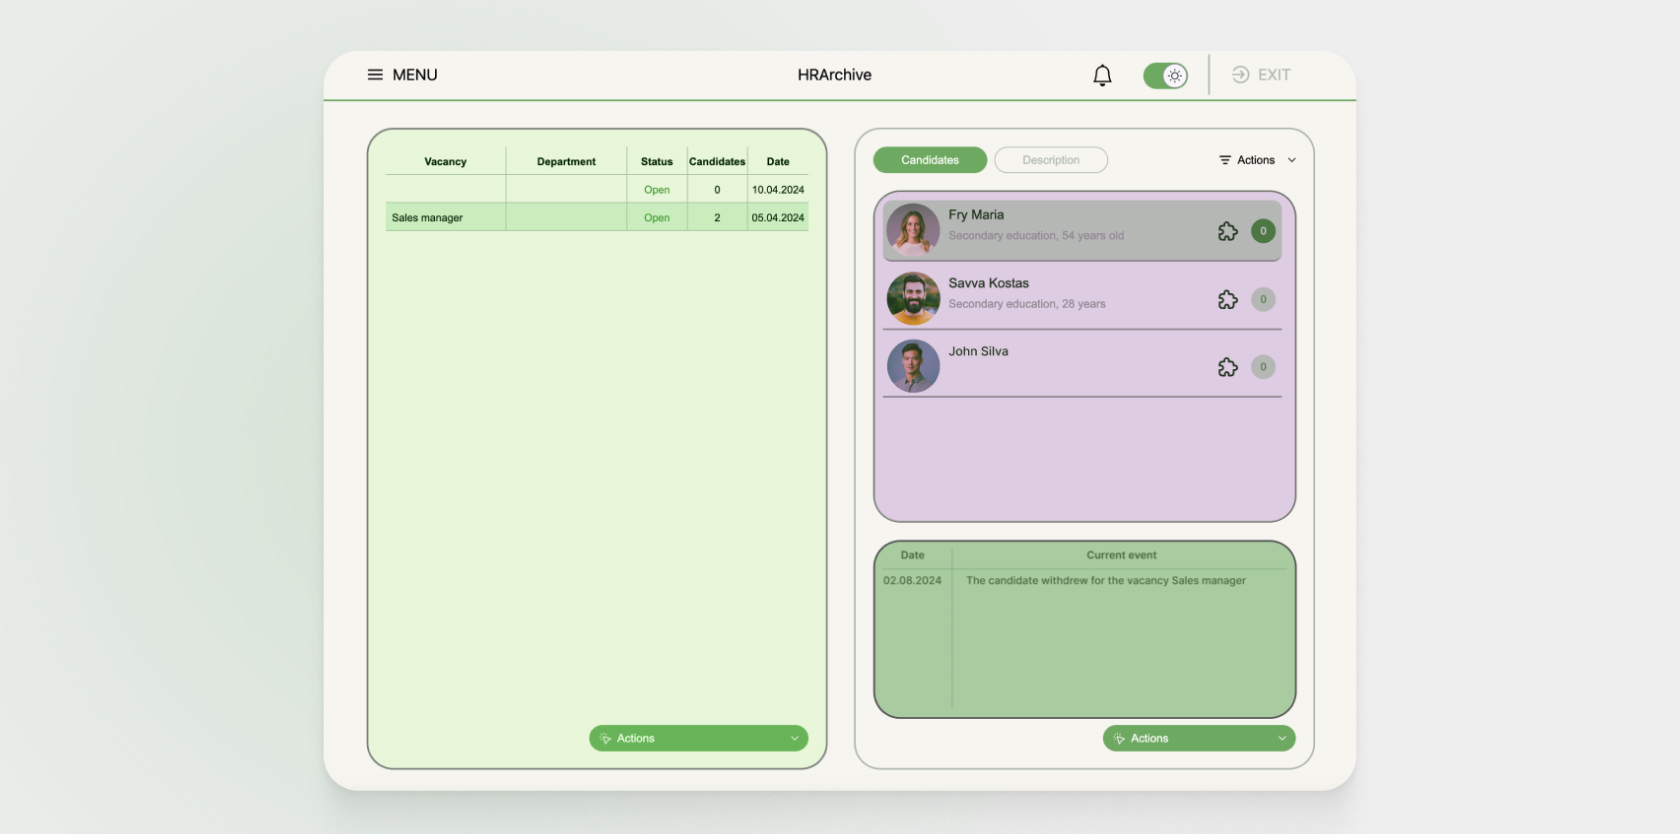 MENU
HRArchive
EXIT
Vacancy Department Status Candidates Date
Open 0 10.04.2024
Sales manager Open 2 05.04.2024
Actions
Candidates
Description
Actions
Fry Maria
Secondary education, 54 years old
0
Savva Kostas
Secondary education, 28 years
0
John Silva
0
Date Current event
02.08.2024 The candidate withdrew for the vacancy Sales manager
Actions